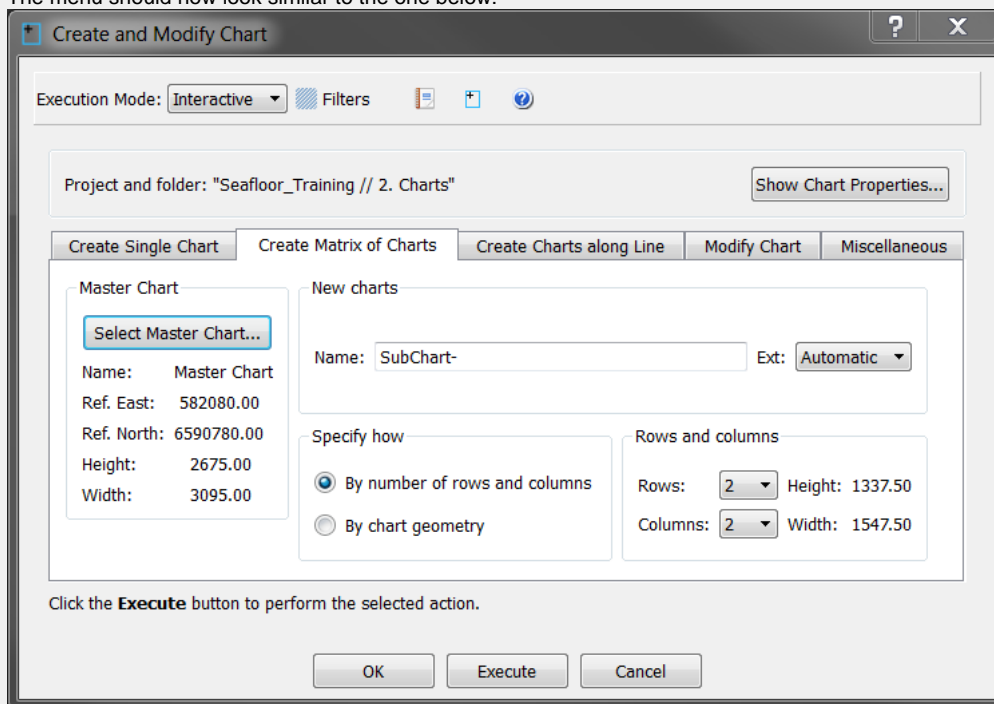 The menu should now look similar to the one below.
Create and Modify Chart ? X
Execution Mode: Interactive Filters
Project and folder: "Seafloor_Training // 2. Charts" Show Chart Properties...
Create Single Chart Create Matrix of Charts Create Charts along Line Modify Chart Miscellaneous
Master Chart
Select Master Chart...
Name: Master Chart
Ref. East: 582080.00
Ref. North: 6590780.00
Height: 2675.00
Width: 3095.00
New charts
Name: SubChart- Ext: Automatic
Specify how
By number of rows and columns
By chart geometry
Rows and columns
Rows: 2 Height: 1337.50
Columns: 2 Width: 1547.50
Click the Execute button to perform the selected action.
OK Execute Cancel